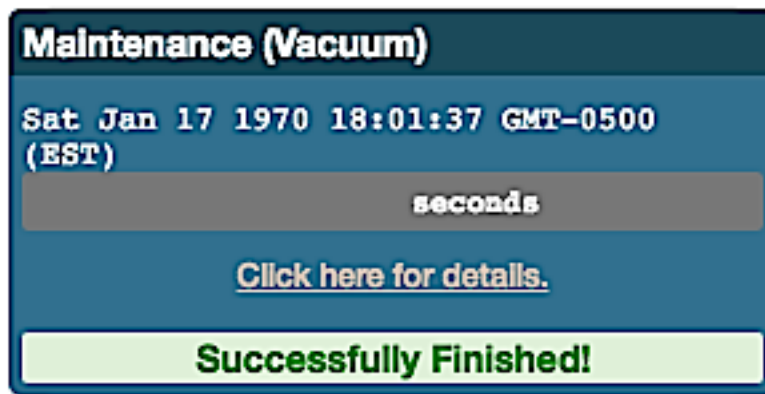 Maintenance (Vacuum)
Sat Jan 17 1970 18:01:37 GMT-0500
(EST)
seconds
Click here for details.
Successfully Finished!